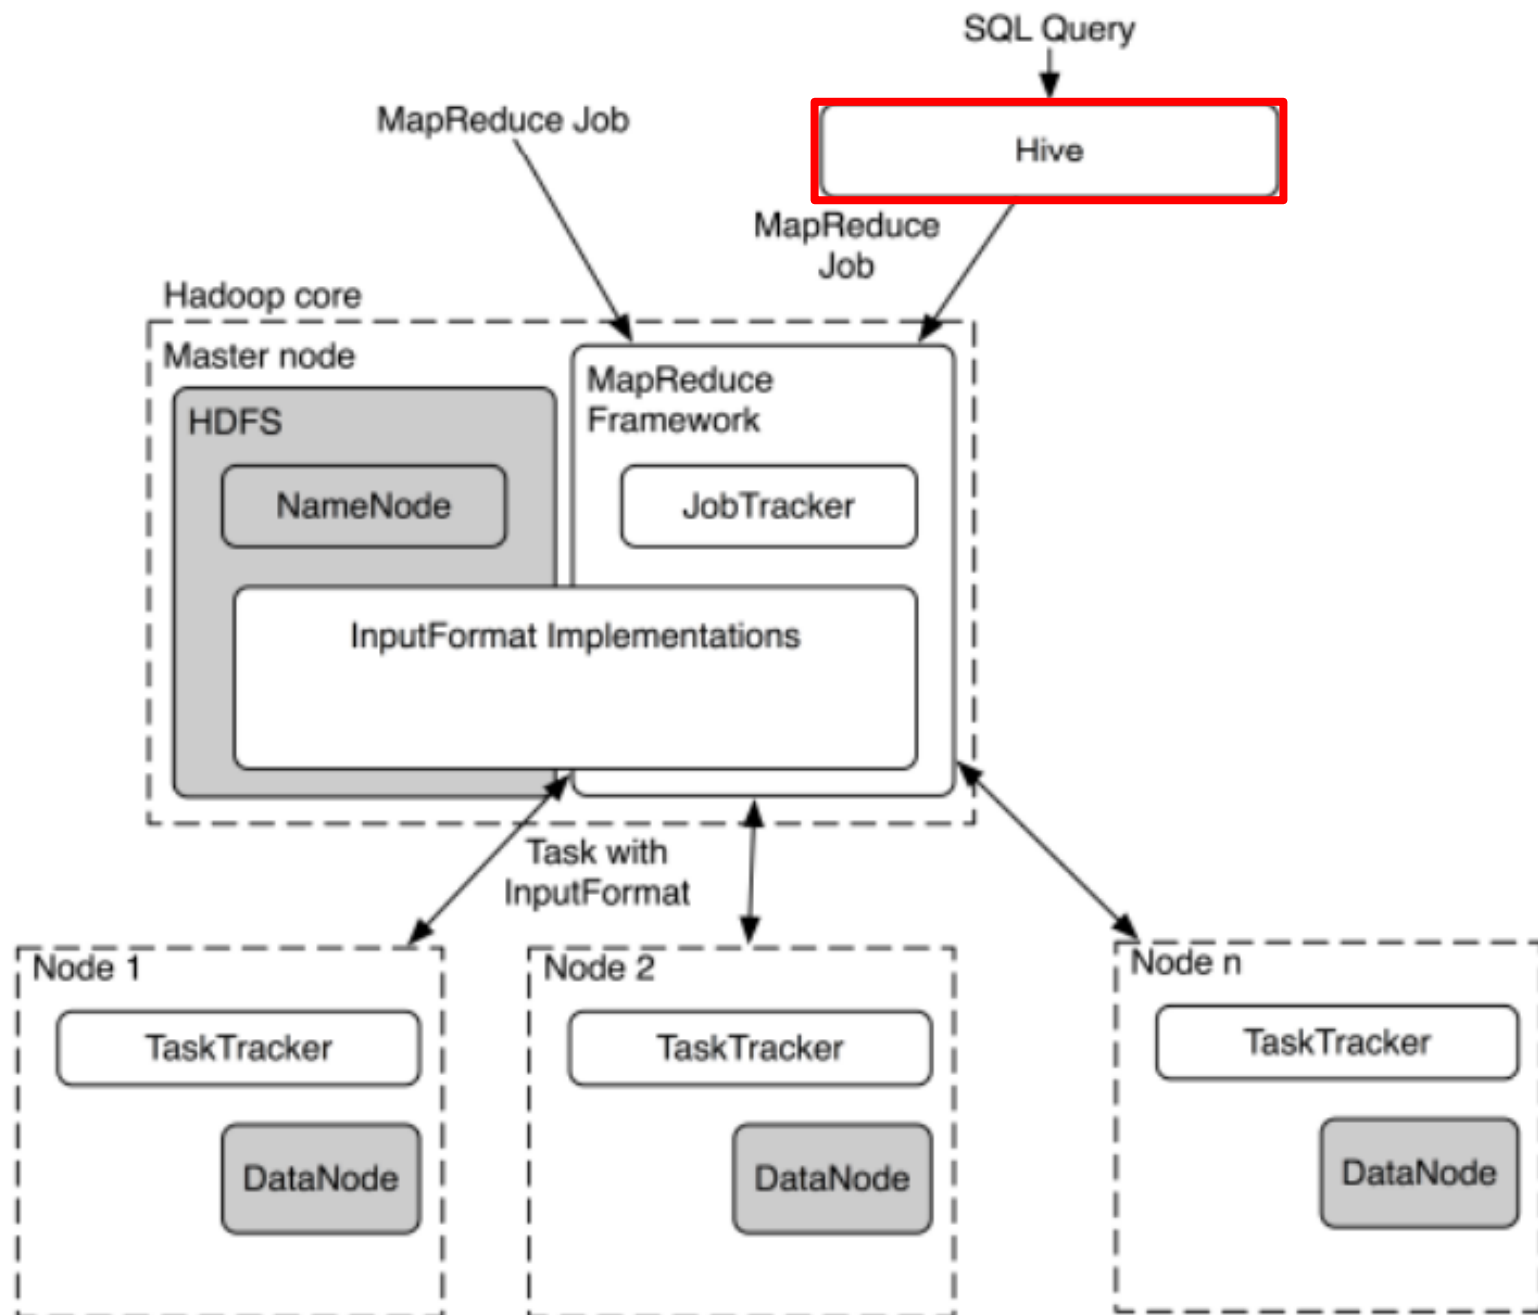 SQL Query
MapReduce Job
Hive
MapReduce
Job
Hadoop core
Master node
HDFS
MapReduce
Framework
NameNode
JobTracker
InputFormat Implementations
Task with
InputFormat
Node 1
TaskTracker
DataNode
Node 2
TaskTracker
DataNode
Node n
TaskTracker
DataNode